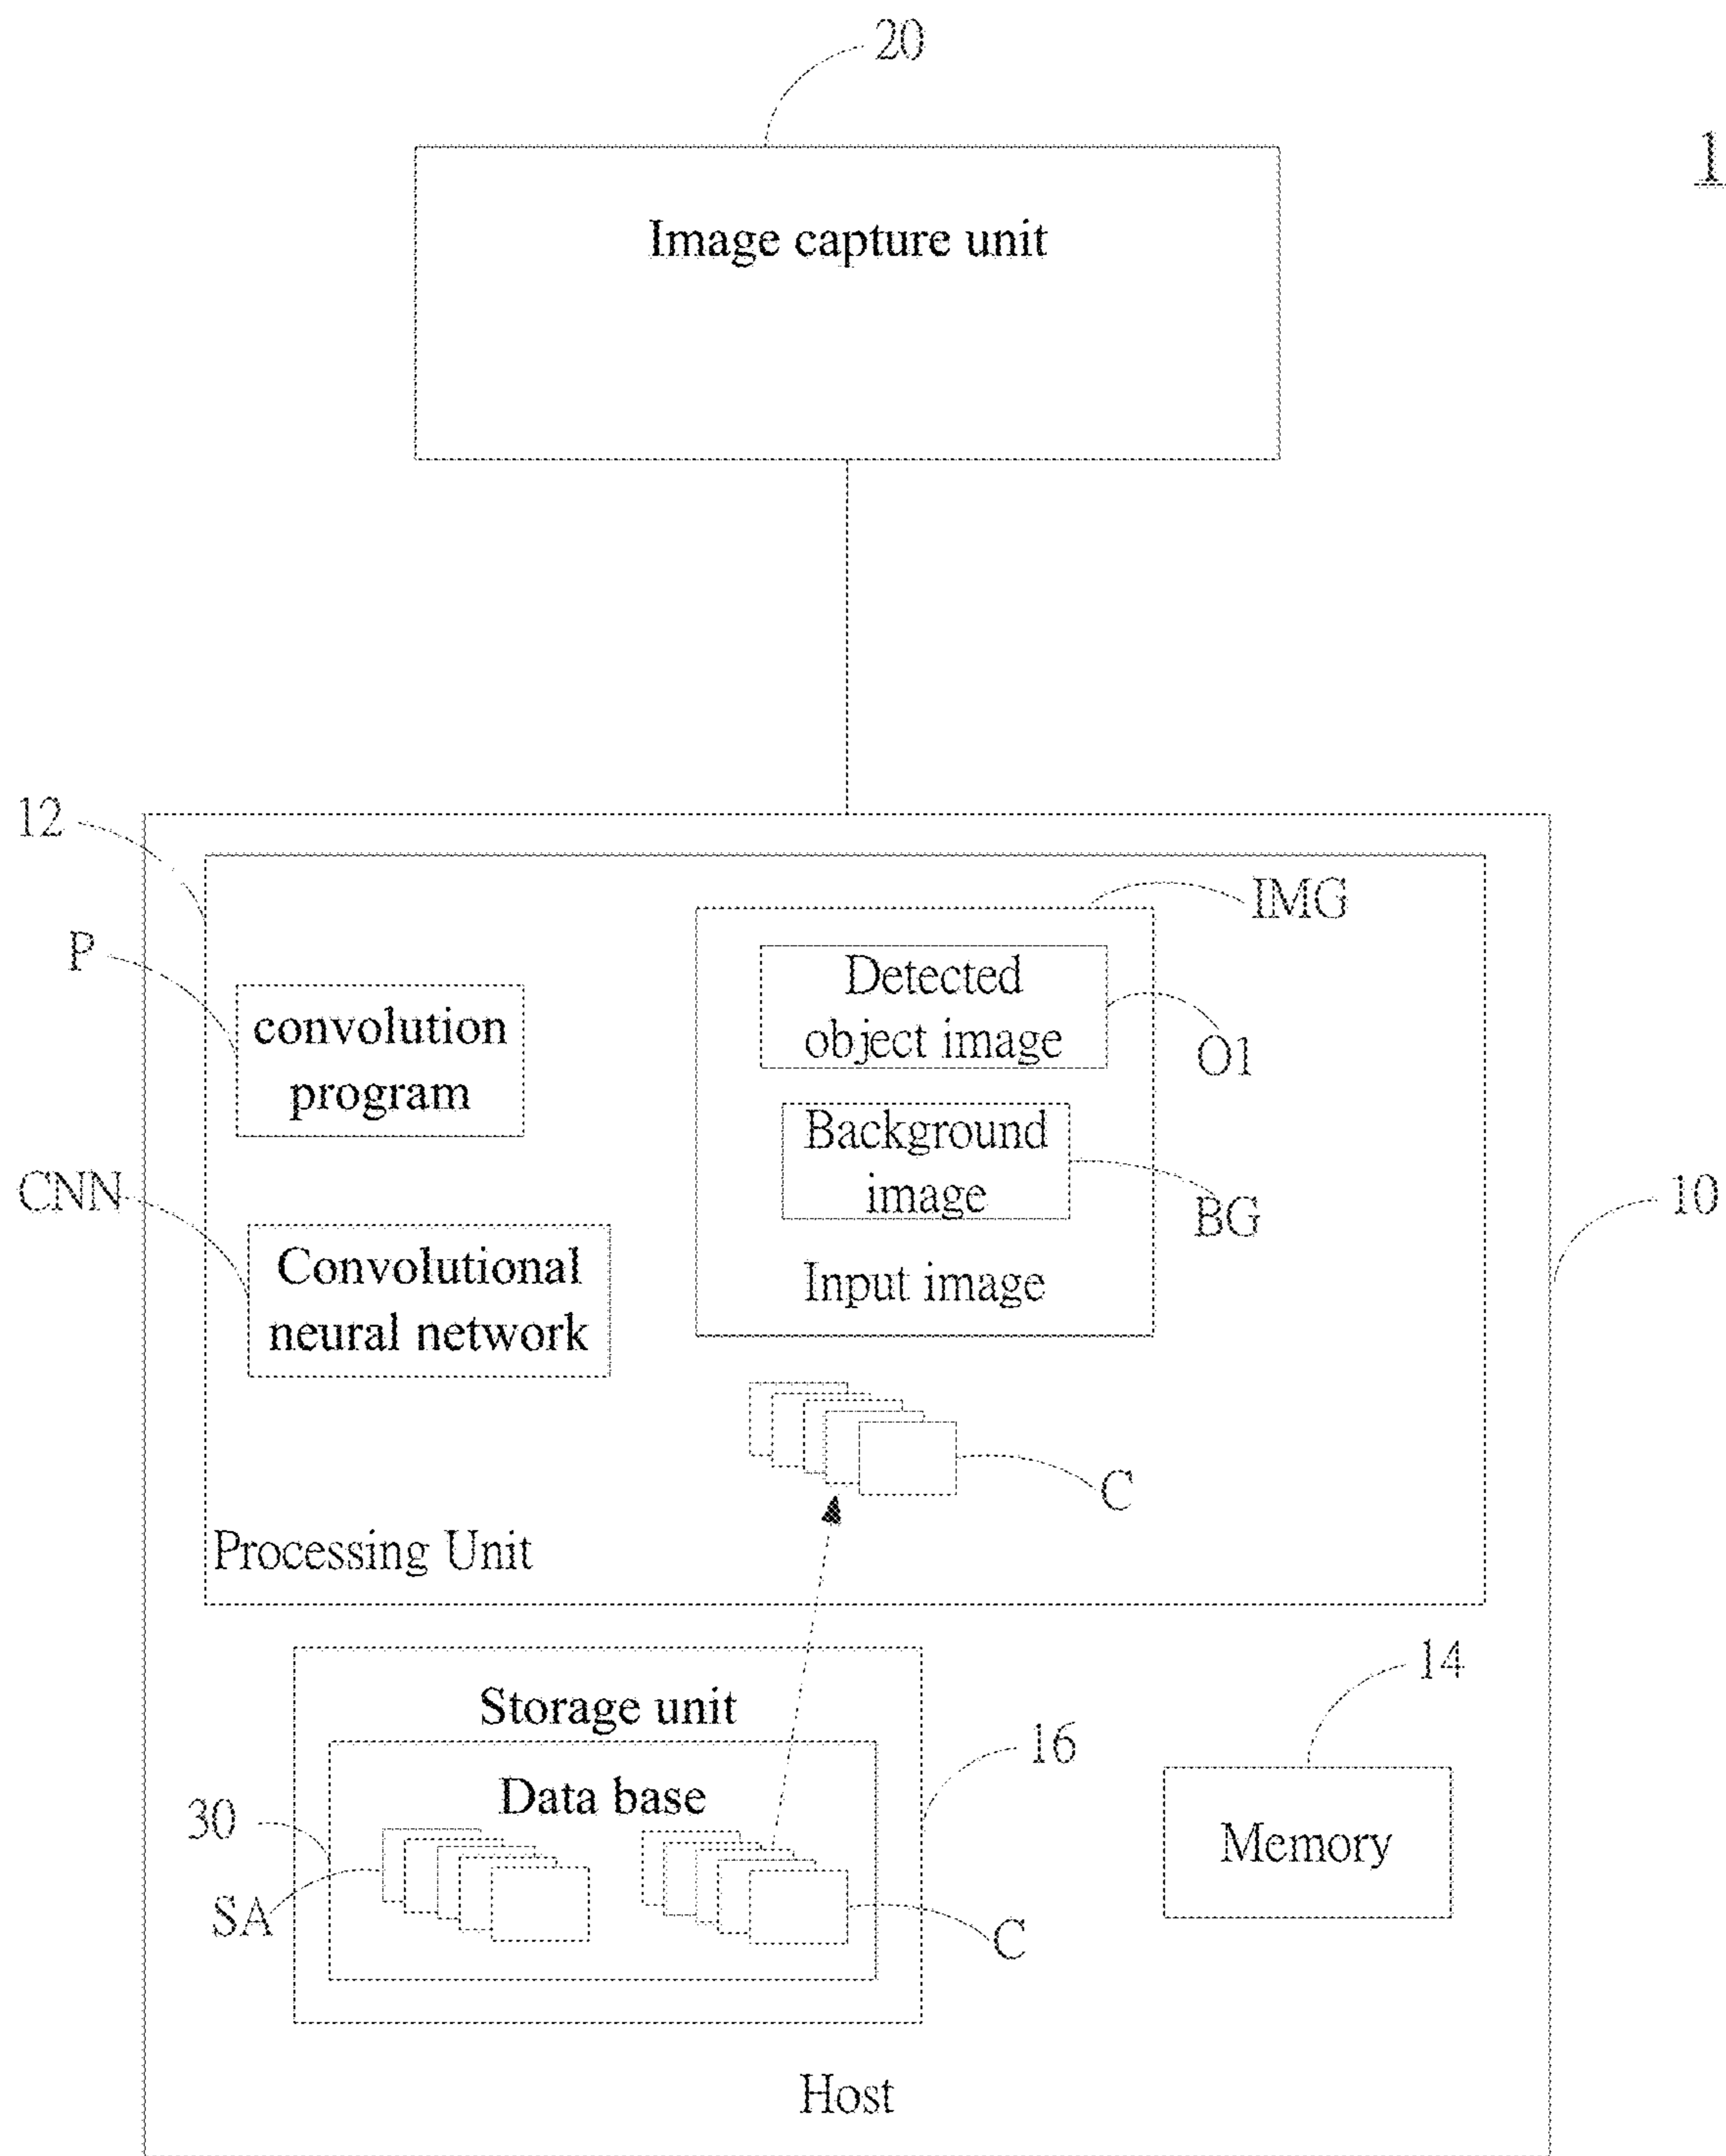 20
1
Image capture unit
12
IMG
P
Detected
object image
convolution
program
O1
Background
image
CNN
BG
10
Convolutional
neural network
Input image
C
Processing Unit
14
Storage unit
16
Data base
30
Memory
SA
C
Host